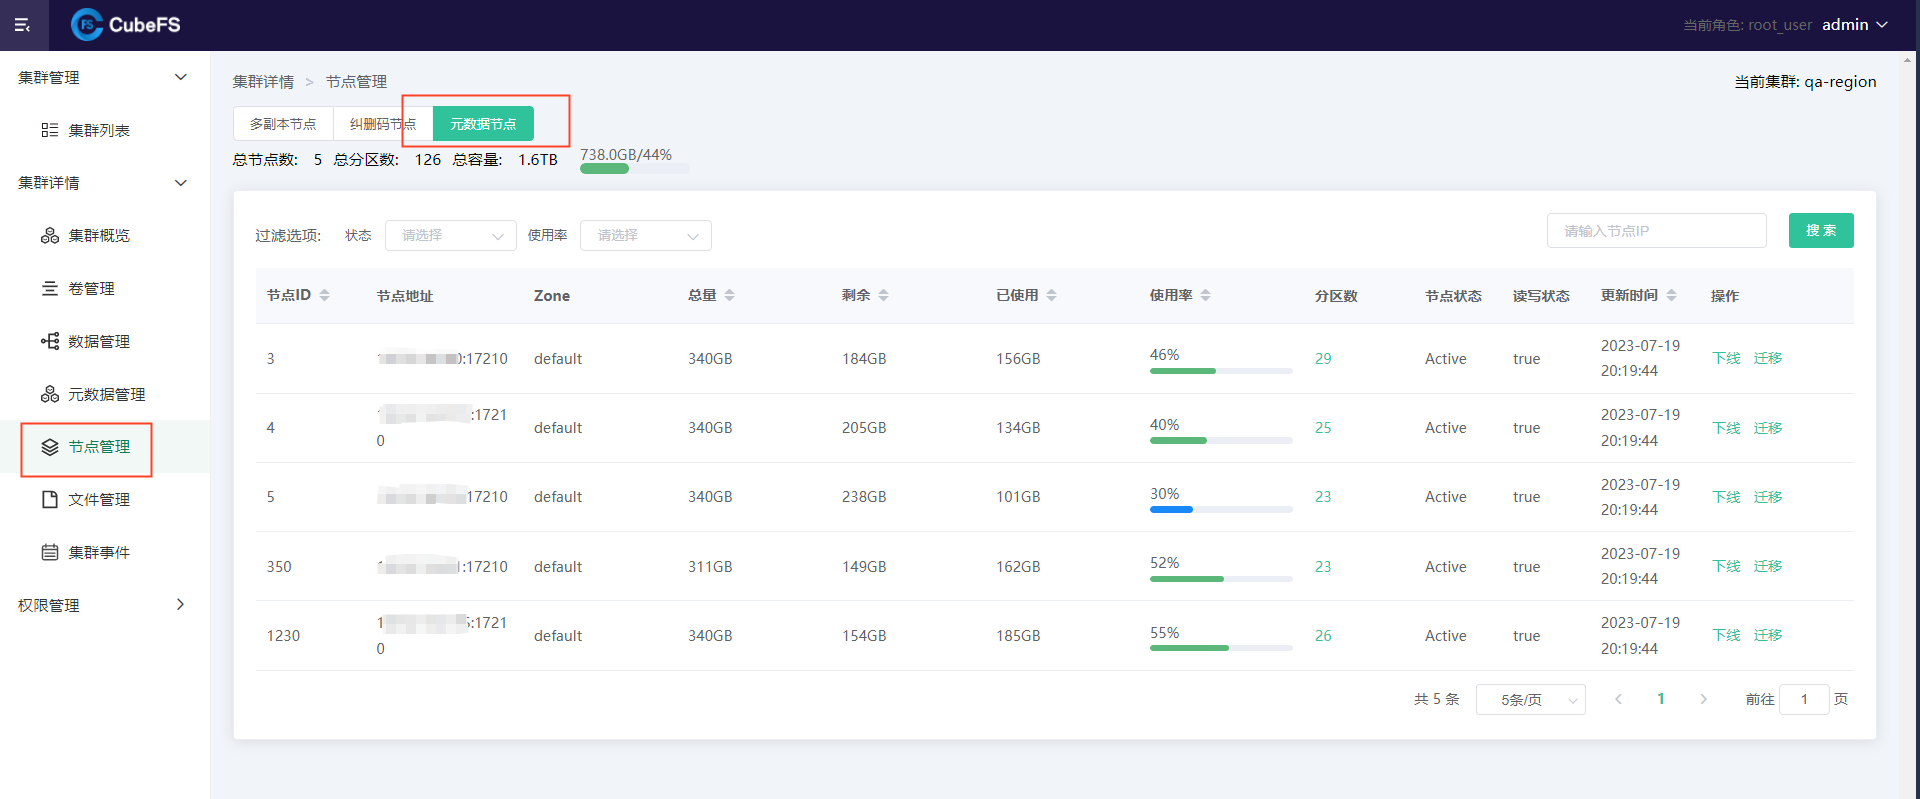 CubeFS
当前角色: root_user admin
集群管理
集群列表
集群详情
集群概览
卷管理
数据管理
元数据管理
节点管理
文件管理
集群事件
权限管理
集群详情 > 节点管理
当前集群: qa-region
多副本节点 纠删码节点 元数据节点
总节点数: 5 总分区数: 126 总容量: 1.6TB 738.0GB/44%
过滤选项: 状态 请选择 使用率 请选择 请输入节点IP 搜 索
节点ID 节点地址 Zone 总量 剩余 已使用 使用率 分区数 节点状态 读写状态 更新时间 操作
3 :17210 default 340GB 184GB 156GB 46% 29 Active true 2023-07-19 20:19:44 下线 迁移
4 :17210 default 340GB 205GB 134GB 40% 25 Active true 2023-07-19 20:19:44 下线 迁移
5 17210 default 340GB 238GB 101GB 30% 23 Active true 2023-07-19 20:19:44 下线 迁移
350 :17210 default 311GB 149GB 162GB 52% 23 Active true 2023-07-19 20:19:44 下线 迁移
1230 :17210 default 340GB 154GB 185GB 55% 26 Active true 2023-07-19 20:19:44 下线 迁移
共 5 条 5条/页 1 前往 1 页